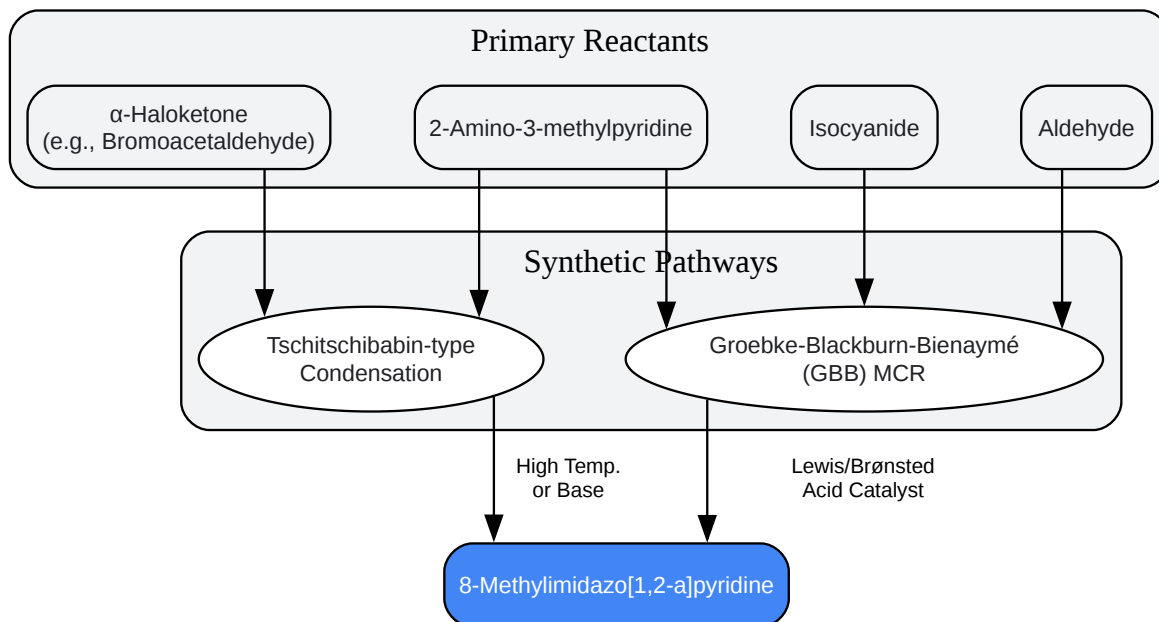 Primary Reactants
α-Haloketone
(e.g., Bromoacetaldehyde)
2-Amino-3-methylpyridine
Isocyanide
Aldehyde
Synthetic Pathways
Tschitschibabin-type
Condensation
Groebke-Blackburn-Bienaymé
(GBB) MCR
High Temp.
or Base
Lewis/Brønsted
Acid Catalyst
8-Methylimidazo[1,2-a]pyridine